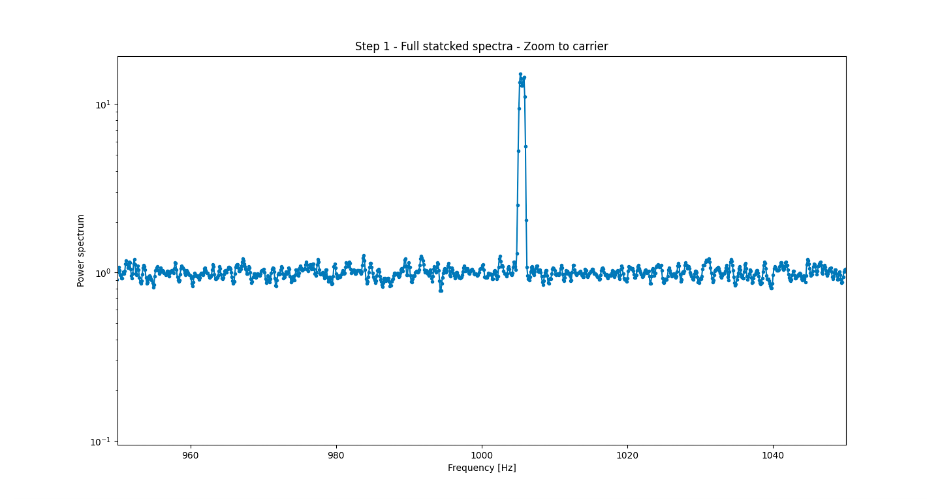 Step 1 - Full statcked spectra - Zoom to carrier
10¹
10⁰
10⁻¹
Power spectrum
960 980 1000 1020 1040
Frequency [Hz]